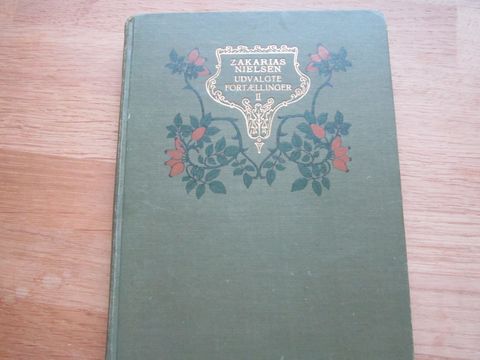 ZAKARIAS
NIELSEN
UDVALGTE
FORTÆLLINGER
II